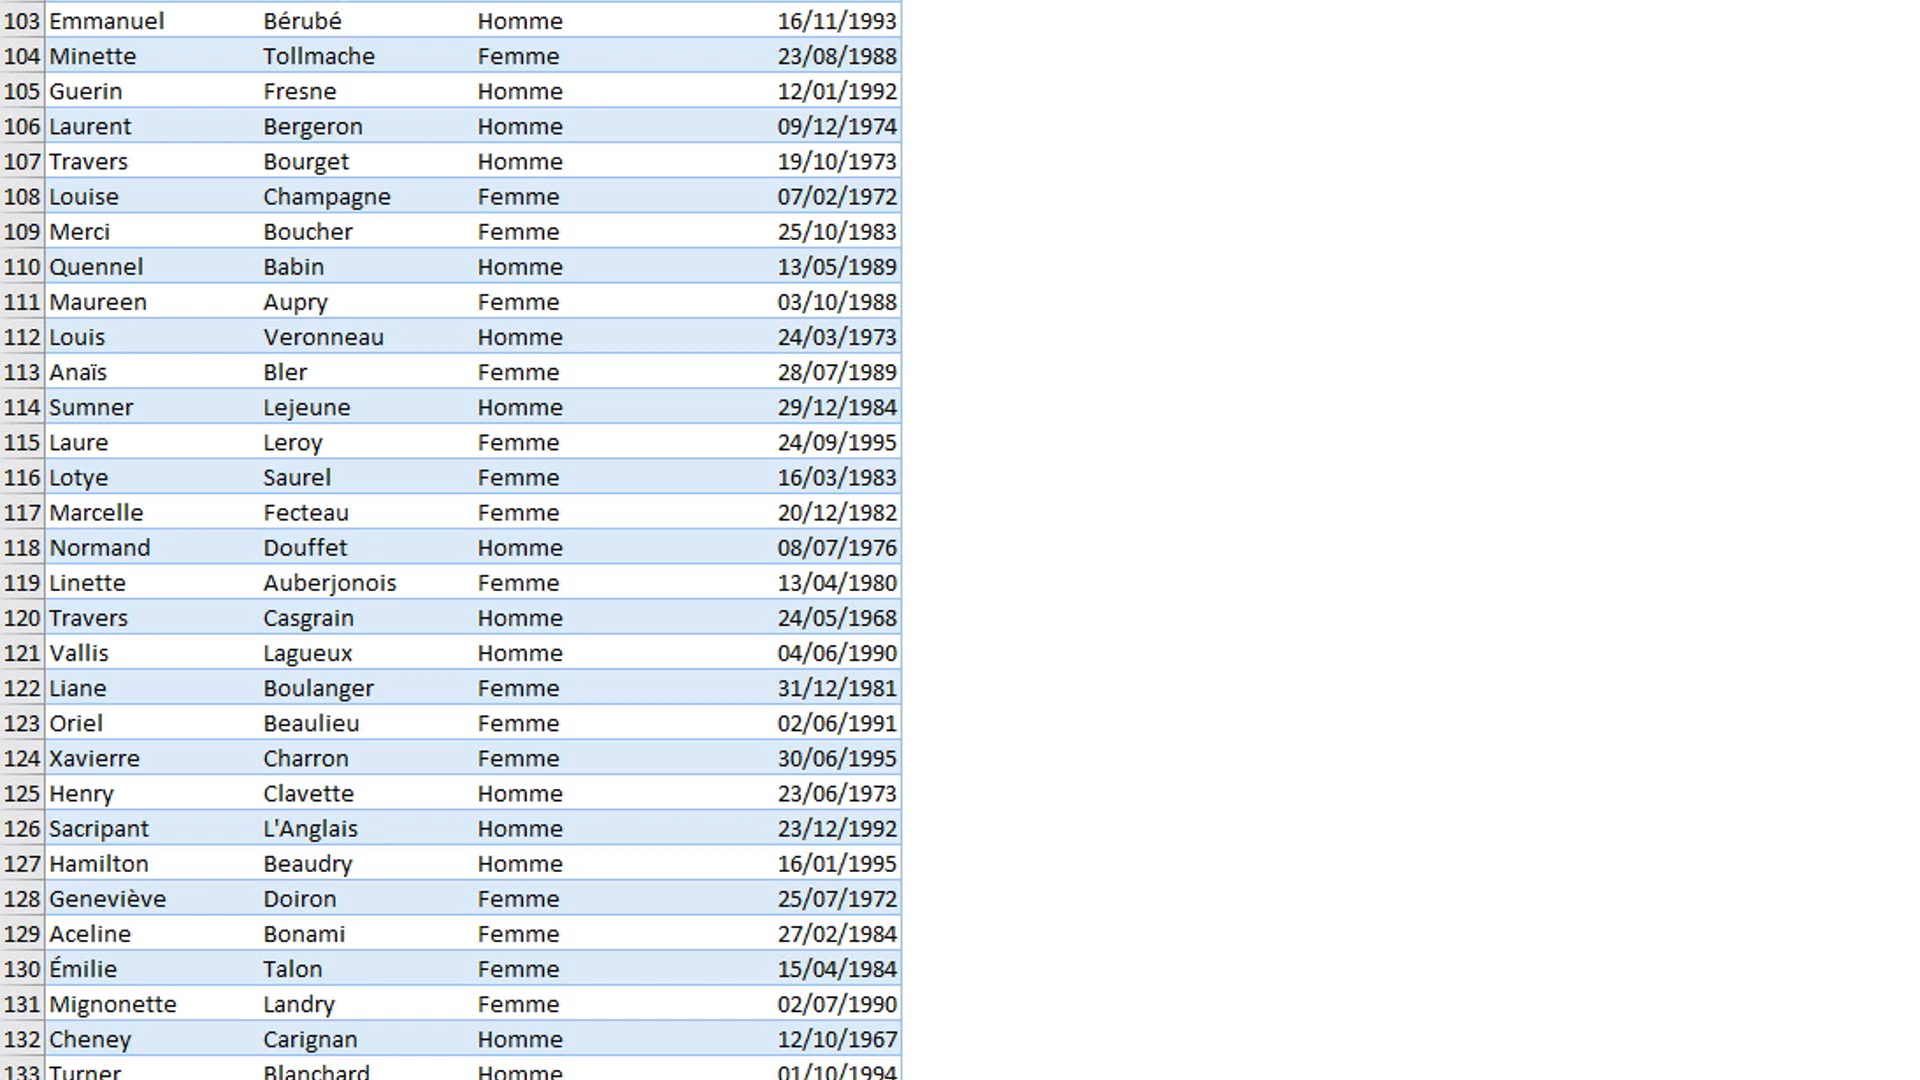 103 Emmanuel Bérubé Homme 16/11/1993
104 Minette Tollmache Femme 23/08/1988
105 Guerin Fresne Homme 12/01/1992
106 Laurent Bergeron Homme 09/12/1974
107 Travers Bourget Homme 19/10/1973
108 Louise Champagne Femme 07/02/1972
109 Merci Boucher Femme 25/10/1983
110 Quennel Babin Homme 13/05/1989
111 Maureen Aupry Femme 03/10/1988
112 Louis Veronneau Homme 24/03/1973
113 Anaïs Bler Femme 28/07/1989
114 Sumner Lejeune Homme 29/12/1984
115 Laure Leroy Femme 24/09/1995
116 Lotye Saurel Femme 16/03/1983
117 Marcelle Fecteau Femme 20/12/1982
118 Normand Douffet Homme 08/07/1976
119 Linette Auberjonois Femme 13/04/1980
120 Travers Casgrain Homme 24/05/1968
121 Vallis Lagueux Homme 04/06/1990
122 Liane Boulanger Femme 31/12/1981
123 Oriel Beaulieu Femme 02/06/1991
124 Xavierre Charron Femme 30/06/1995
125 Henry Clavette Homme 23/06/1973
126 Sacripant L'Anglais Homme 23/12/1992
127 Hamilton Beaudry Homme 16/01/1995
128 Geneviève Doiron Femme 25/07/1972
129 Aceline Bonami Femme 27/02/1984
130 Émilie Talon Femme 15/04/1984
131 Mignonette Landry Femme 02/07/1990
132 Cheney Carignan Homme 12/10/1967
133 Turner Blanchard Homme 01/10/1994